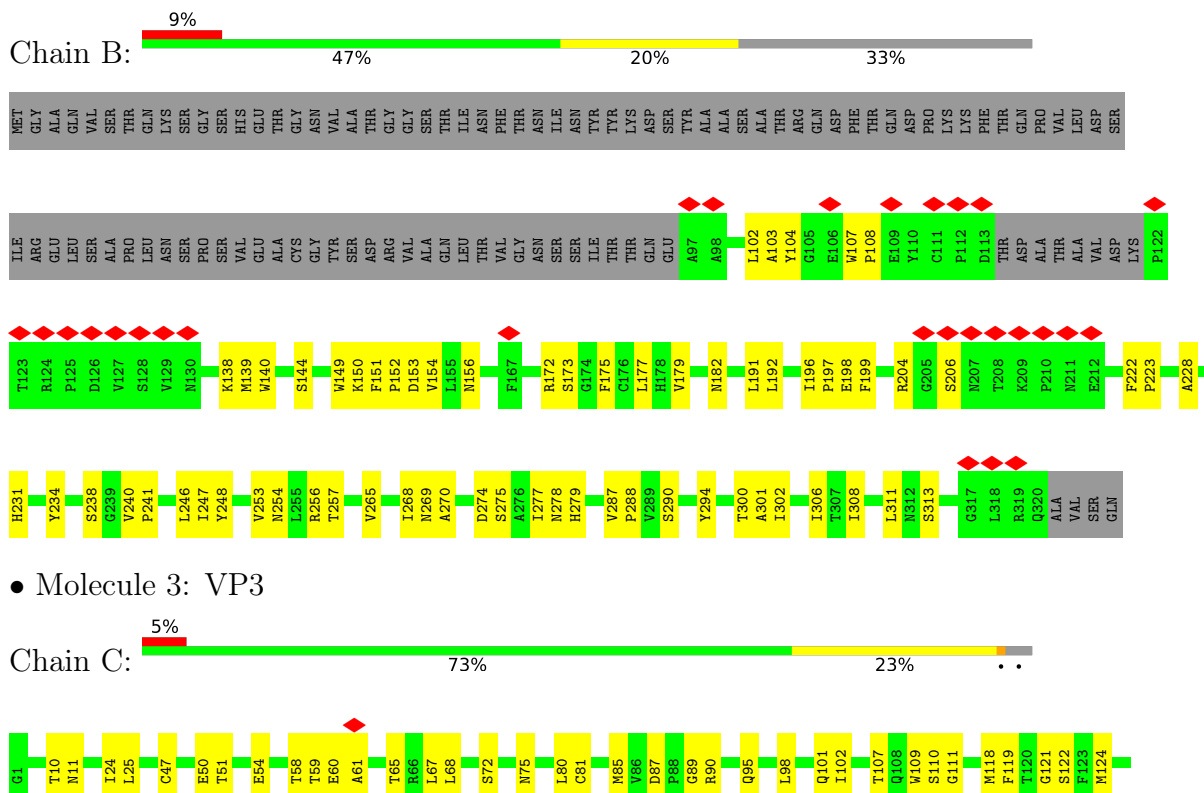 9%
Chain B:
47% 20% 33%
MET GLY ALA GLN VAL SER THR GLN LYS SER GLY SER HIS GLU THR GLY ASN VAL ALA THR GLY GLY SER THR ILE ASN PHE THR ASN ILE ASN TYR TYR LYS ASP SER TYR ALA ALA SER ALA THR ARG GLN ASP PHE THR GLN ASP PRO LYS LYS PHE THR GLN PRO VAL LEU ASP SER
ILE ARG GLU LEU SER ALA PRO LEU ASN SER PRO SER VAL GLU ALA CYS GLY TYR SER ASP ARG VAL ALA GLN LEU THR VAL GLY ASN SER SER ILE THR THR GLN GLU A97 A98 L102 A103 Y104 G105 E106 W107 P108 E109 Y110 C111 P112 D113 THR ASP ALA THR ALA VAL ASP LYS P122
T123 R124 P125 D126 V127 S128 V129 N130 K138 M139 W140 S144 W149 K150 F151 P152 D153 V154 L155 N156 F167 R172 S173 G174 F175 C176 L177 H178 V179 N182 L191 L192 I196 P197 E198 F199 R204 G205 S206 N207 T208 K209 P210 N211 E212 F222 P223 A228
H231 Y234 S238 G239 V240 P241 L246 I247 Y248 V253 N254 L255 R256 T257 V265 I268 N269 A270 D274 S275 A276 I277 N278 H279 V287 P288 V289 S290 Y294 T300 A301 I302 I306 T307 I308 L311 N312 S313 G317 L318 R319 Q320 ALA VAL SER GLN
• Molecule 3: VP3
5%
Chain C:
73% 23% • •
G1 T10 N11 I24 L25 C47 E50 T51 E54 T58 T59 E60 A61 T65 R66 L67 L68 S72 N75 L80 C81 M85 V86 D87 P88 G89 R90 Q95 L98 Q101 I102 T107 Q108 W109 S110 G111 M118 F119 T120 G121 S122 F123 M124